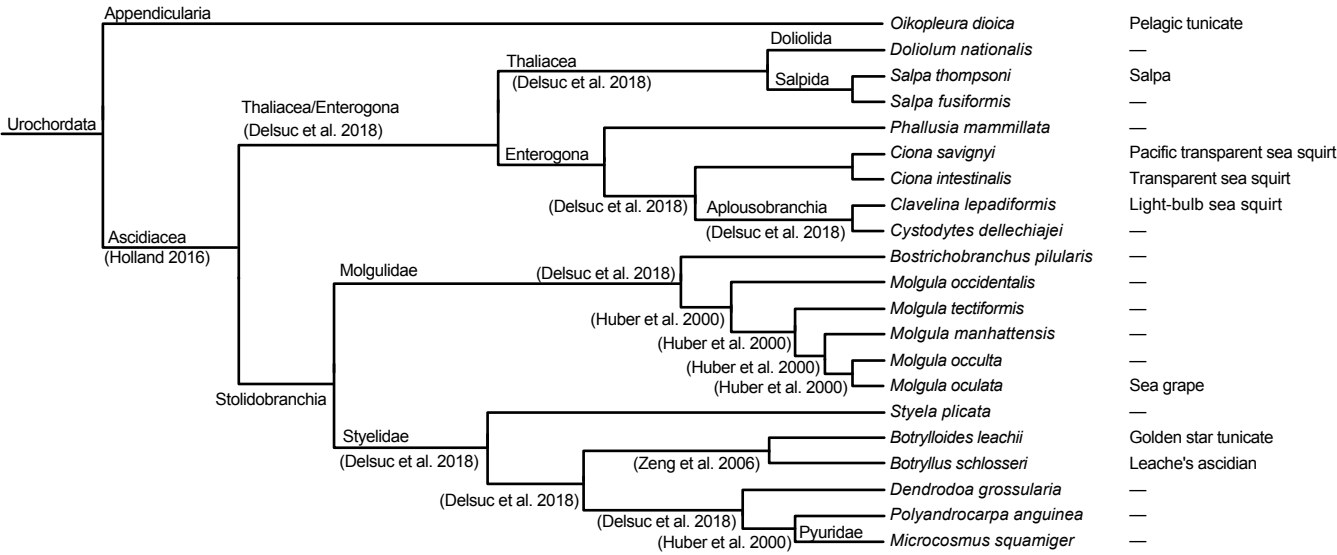 Appendicularia
Oikopleura dioica Pelagic tunicate
Doliolida
Doliolum nationalis —
Thaliacea
(Delsuc et al. 2018)
Salpida
Salpa thompsoni Salpa
Salpa fusiformis —
Thaliacea/Enterogona
(Delsuc et al. 2018)
Urochordata
Phallusia mammillata —
Enterogona
Ciona savignyi Pacific transparent sea squirt
Ciona intestinalis Transparent sea squirt
(Delsuc et al. 2018)
Aplousobranchia
(Delsuc et al. 2018)
Clavelina lepadiformis Light-bulb sea squirt
Cystodytes dellechiajei —
Ascidiacea
(Holland 2016)
Molgulidae
(Delsuc et al. 2018)
Bostrichobranchus pilularis —
Molgula occidentalis —
(Huber et al. 2000)
Molgula tectiformis —
(Huber et al. 2000)
Molgula manhattensis —
(Huber et al. 2000)
Molgula occulta —
(Huber et al. 2000)
Molgula oculata Sea grape
Stolidobranchia
Styela plicata —
Styelidae
(Delsuc et al. 2018)
Botrylloides leachii Golden star tunicate
(Zeng et al. 2006)
Botryllus schlosseri Leache's ascidian
(Delsuc et al. 2018)
Dendrodoa grossularia —
(Delsuc et al. 2018)
Polyandrocarpa anguinea —
(Huber et al. 2000)
Pyuridae
Microcosmus squamiger —